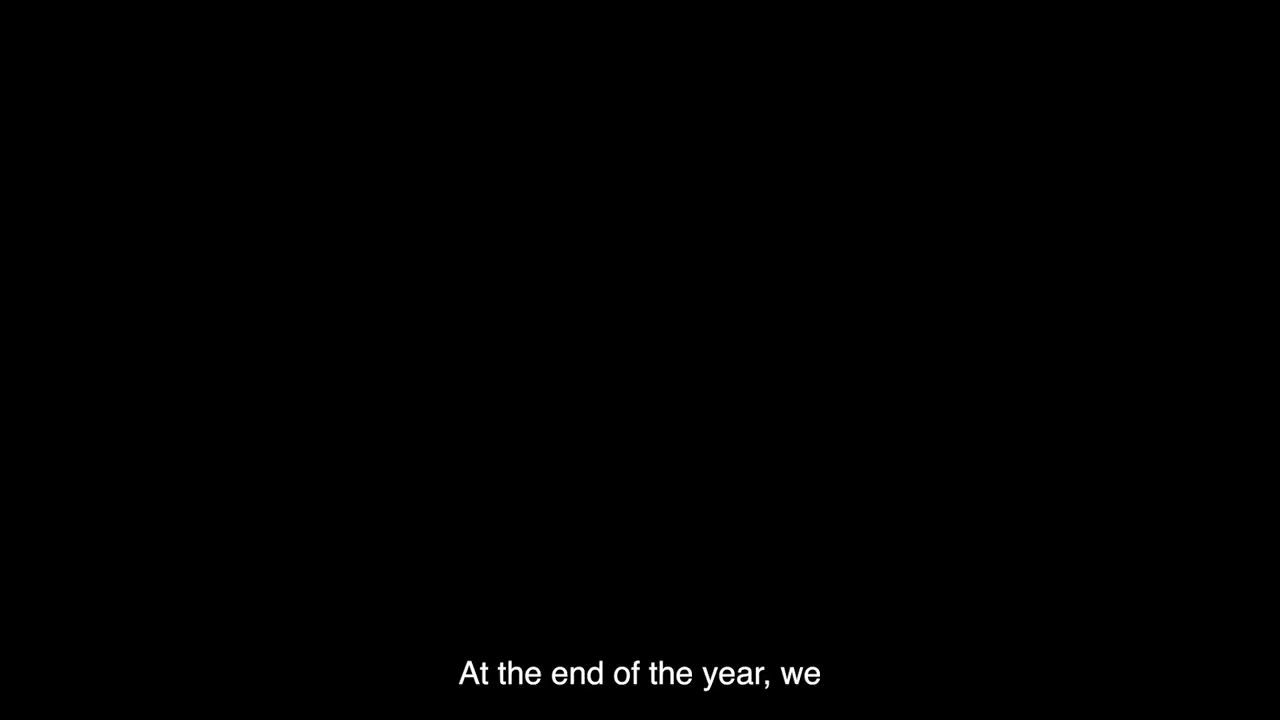 At the end of the year, we